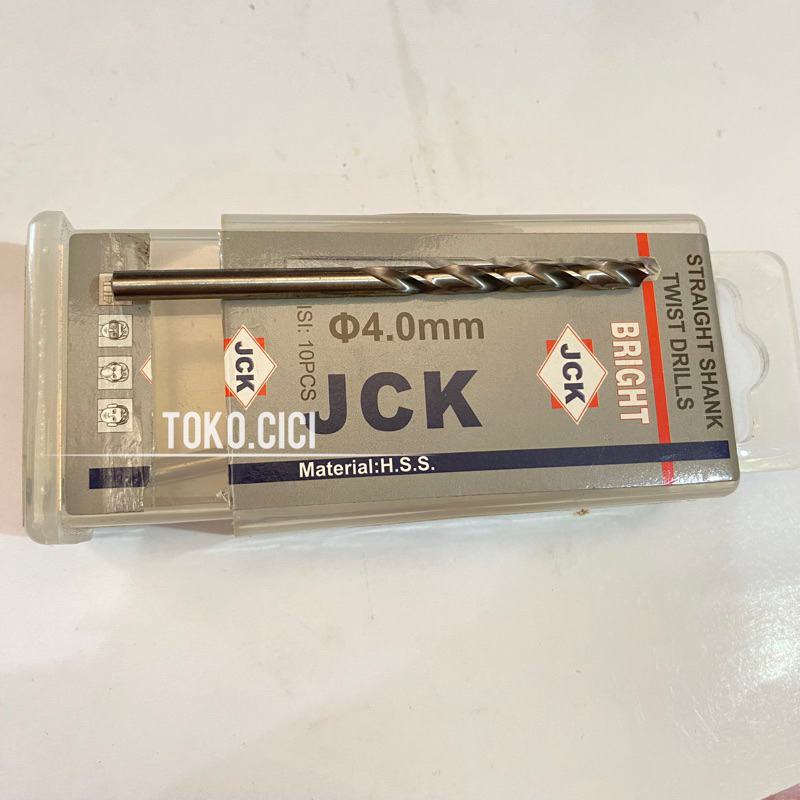 STRAIGHT SHANK
TWIST DRILLS
BRIGHT
JCK
Φ4.0mm
ISI: 10PCS
JCK
JCK
TOKO.CICI
Material:H.S.S.